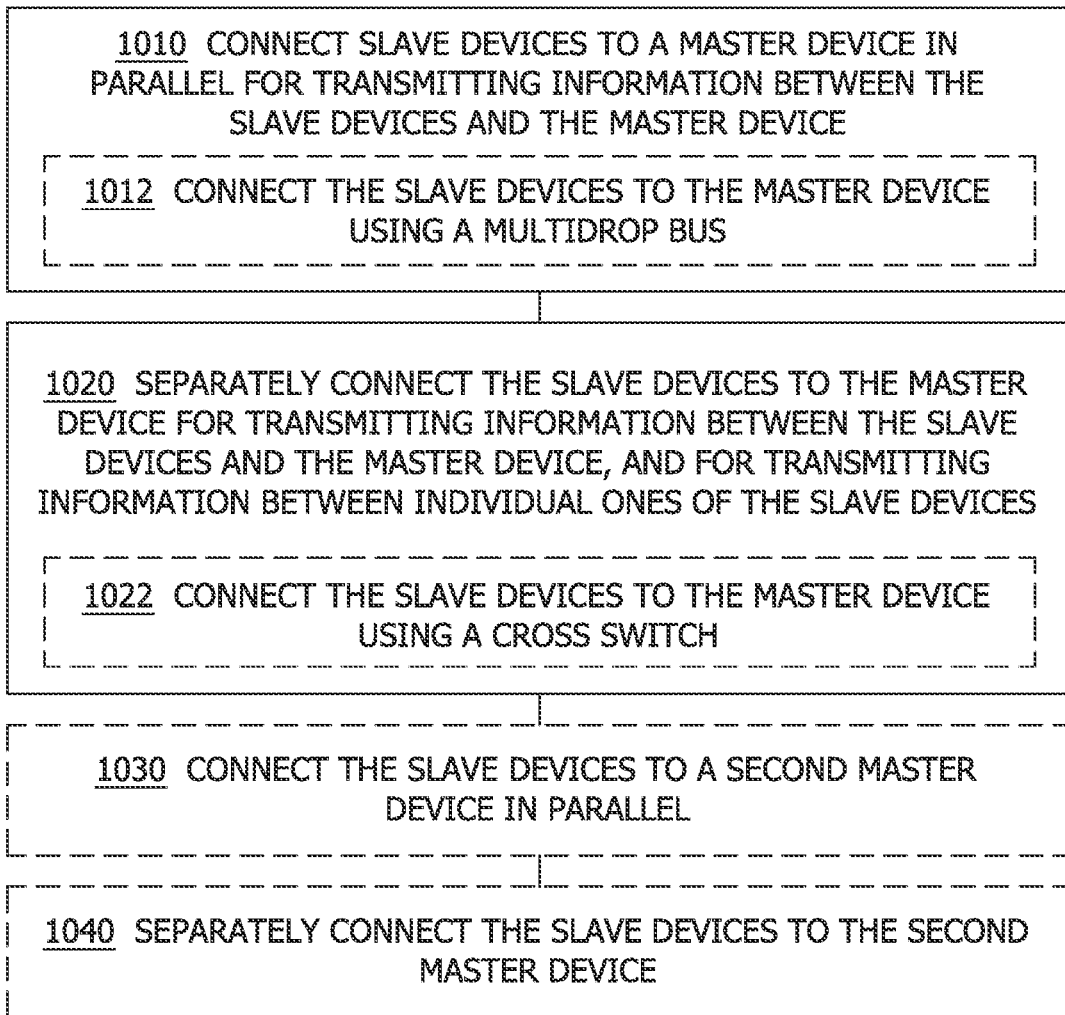 1010 CONNECT SLAVE DEVICES TO A MASTER DEVICE IN
PARALLEL FOR TRANSMITTING INFORMATION BETWEEN THE
SLAVE DEVICES AND THE MASTER DEVICE
1012 CONNECT THE SLAVE DEVICES TO THE MASTER DEVICE
USING A MULTIDROP BUS
1020 SEPARATELY CONNECT THE SLAVE DEVICES TO THE MASTER
DEVICE FOR TRANSMITTING INFORMATION BETWEEN THE SLAVE
DEVICES AND THE MASTER DEVICE, AND FOR TRANSMITTING
INFORMATION BETWEEN INDIVIDUAL ONES OF THE SLAVE DEVICES
1022 CONNECT THE SLAVE DEVICES TO THE MASTER DEVICE
USING A CROSS SWITCH
1030 CONNECT THE SLAVE DEVICES TO A SECOND MASTER
DEVICE IN PARALLEL
1040 SEPARATELY CONNECT THE SLAVE DEVICES TO THE SECOND
MASTER DEVICE